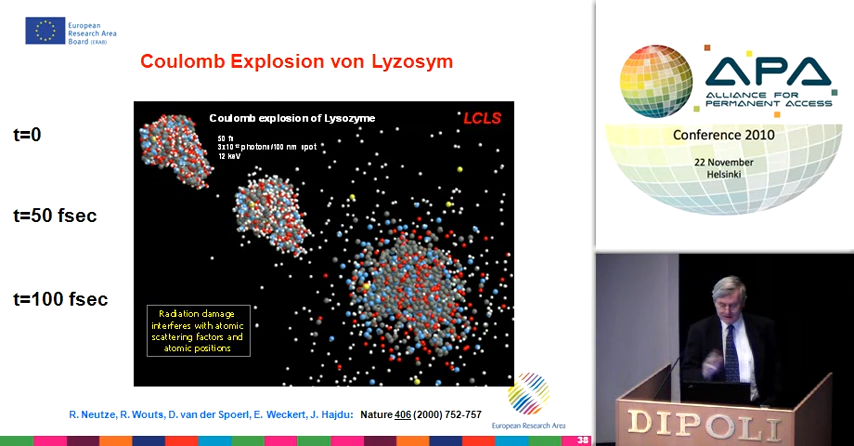 European
Research Area
Board (ERAB)
Coulomb Explosion von Lyzosym
t=0
t=50 fsec
t=100 fsec
Coulomb explosion of Lysozyme
LCLS
50 fs
3x10¹² photons/100 nm spot
12 keV
Radiation damage
interferes with atomic
scattering factors and
atomic positions
R. Neutze, R. Wouts, D. van der Spoerl, E. Weckert, J. Hajdu: Nature 406 (2000) 752-757
European Research Area
38
APA
ALLIANCE FOR
PERMANENT ACCESS
Conference 2010
22 November
Helsinki
DIPOLI